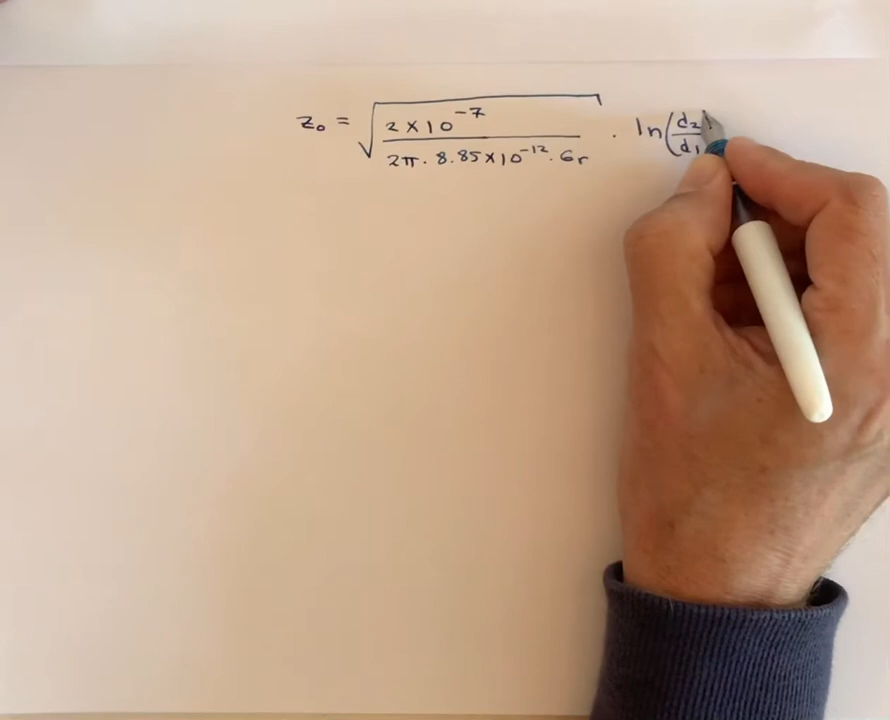 Z₀ = √(2 × 10⁻⁷ / 2π · 8.85 × 10⁻¹² · εr) · ln(d₂/d₁)